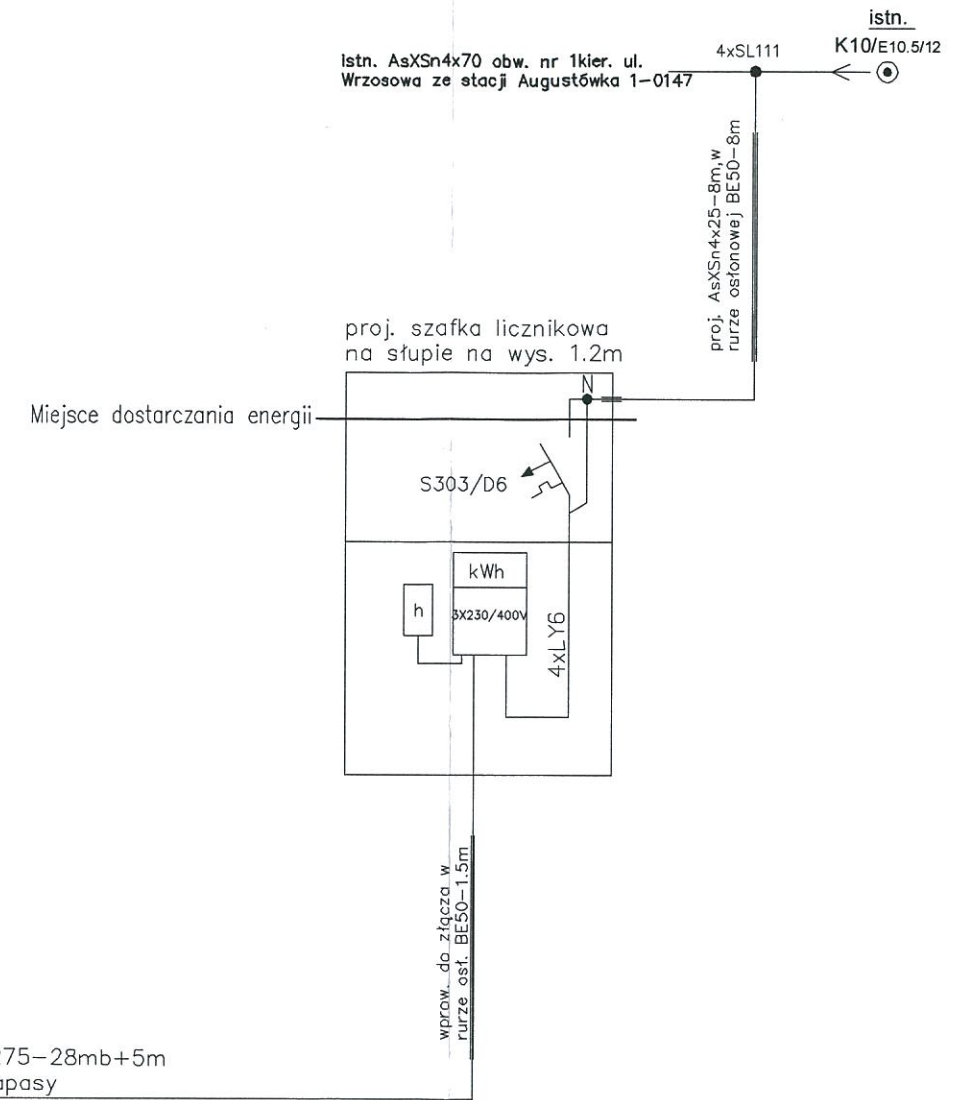 istn.
K10/E10.5/12
4xSL111
Istn. AsXSn4x70 obw. nr 1kier. ul.
Wrzosowa ze stacji Augustówka 1-0147
proj. AsXSn4x25-8m,w
rurze osłonowej BE50-8m
proj. szafka licznikowa
na słupie na wys. 1.2m
N
Miejsce dostarczania energii
S303/D6
kWh
3X230/400V
h
4xLY6
wprow. do złącza w
rurze osł. BE50-1.5m
275-28mb+5m
apasy